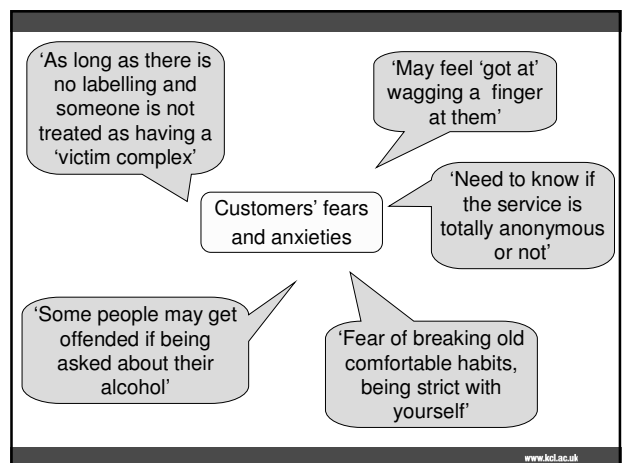 ‘As long as there is
no labelling and
someone is not
treated as having a
‘victim complex’
‘May feel ‘got at’
wagging a finger
at them’
‘Need to know if
the service is
totally anonymous
or not’
Customers’ fears
and anxieties
‘Some people may get
offended if being
asked about their
alcohol’
‘Fear of breaking old
comfortable habits,
being strict with
yourself’
www.kcl.ac.uk